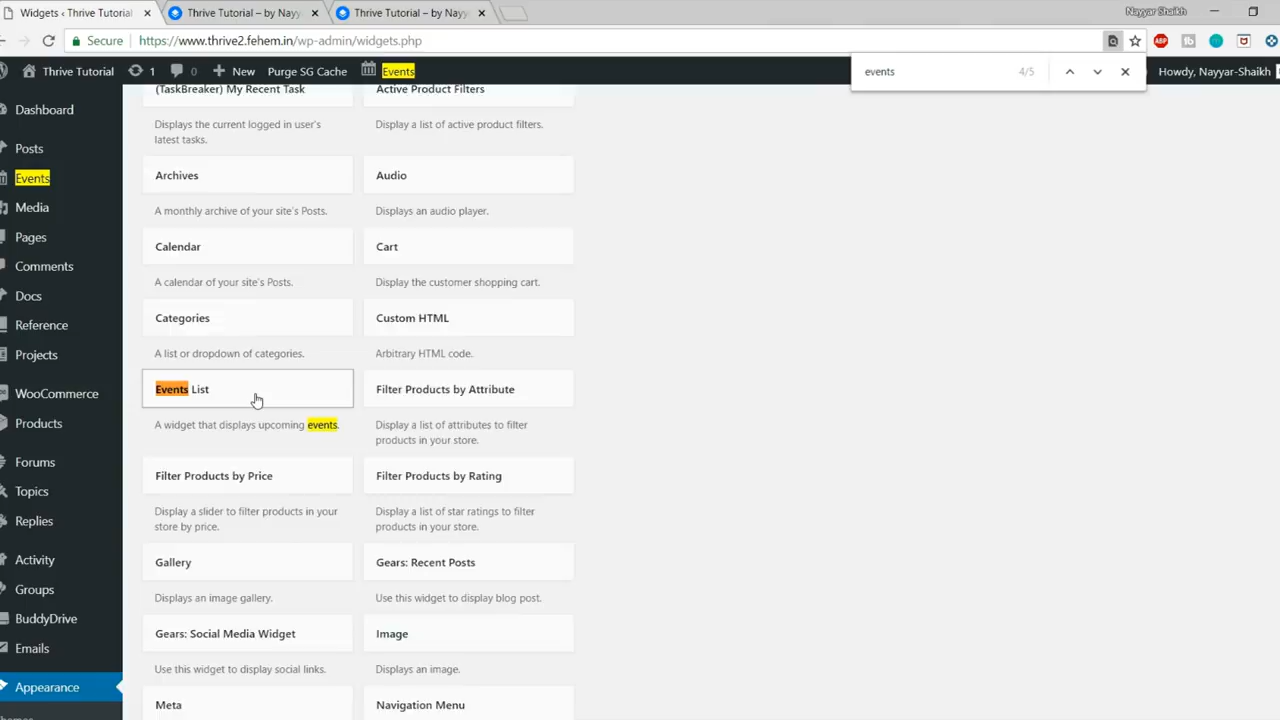 Widgets ‹ Thrive Tutorial
Thrive Tutorial – by Nayy
Thrive Tutorial – by Nayy
Nayyar Shaikh
Secure
https://www.thrive2.fehem.in/wp-admin/widgets.php
ABP
Thrive Tutorial
1
0
New
Purge SG Cache
Events
events
4/5
Howdy, Nayyar-Shaikh
Dashboard
Posts
Events
Media
Pages
Comments
Docs
Reference
Projects
WooCommerce
Products
Forums
Topics
Replies
Activity
Groups
BuddyDrive
Emails
Appearance
(TaskBreaker) My Recent Task
Displays the current logged in user's
latest tasks.
Active Product Filters
Display a list of active product filters.
Archives
A monthly archive of your site's Posts.
Audio
Displays an audio player.
Calendar
A calendar of your site's Posts.
Cart
Display the customer shopping cart.
Categories
A list or dropdown of categories.
Custom HTML
Arbitrary HTML code.
Events List
A widget that displays upcoming events.
Filter Products by Attribute
Display a list of attributes to filter
products in your store.
Filter Products by Price
Display a slider to filter products in your
store by price.
Filter Products by Rating
Display a list of star ratings to filter
products in your store.
Gallery
Displays an image gallery.
Gears: Recent Posts
Use this widget to display blog post.
Gears: Social Media Widget
Use this widget to display social links.
Image
Displays an image.
Meta
Navigation Menu